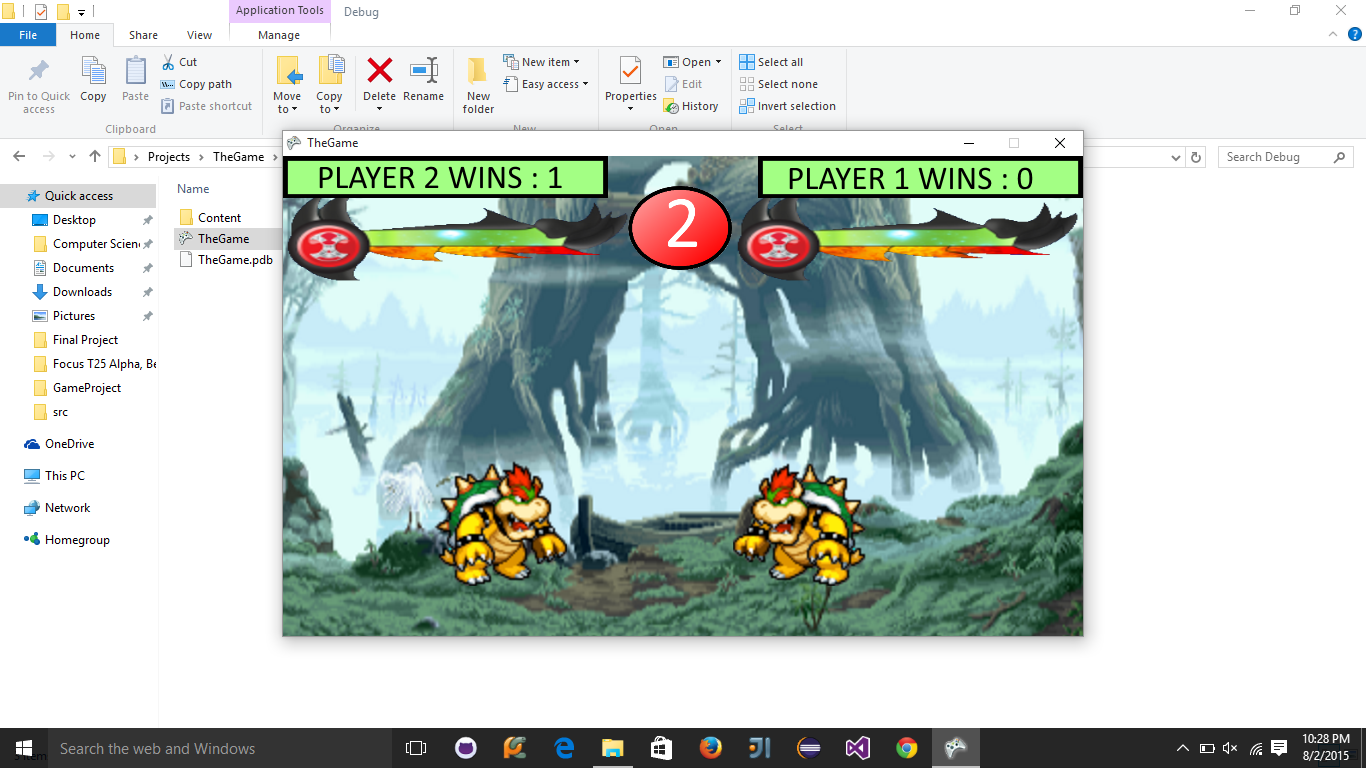 Application Tools
Debug
File
Home
Share
View
Manage
Pin to Quick access
Copy
Paste
Cut
Copy path
Paste shortcut
Clipboard
Move to
Copy to
Delete
Rename
Organize
New folder
New item
Easy access
New
Properties
Open
Edit
History
Open
Select all
Select none
Invert selection
Select
Projects
TheGame
Search Debug
TheGame
PLAYER 2 WINS : 1
2
PLAYER 1 WINS : 0
Quick access
Desktop
Computer Scien
Documents
Downloads
Pictures
Final Project
Focus T25 Alpha, Be
GameProject
src
OneDrive
This PC
Network
Homegroup
Name
Content
TheGame
TheGame.pdb
Search the web and Windows
10:28 PM
8/2/2015